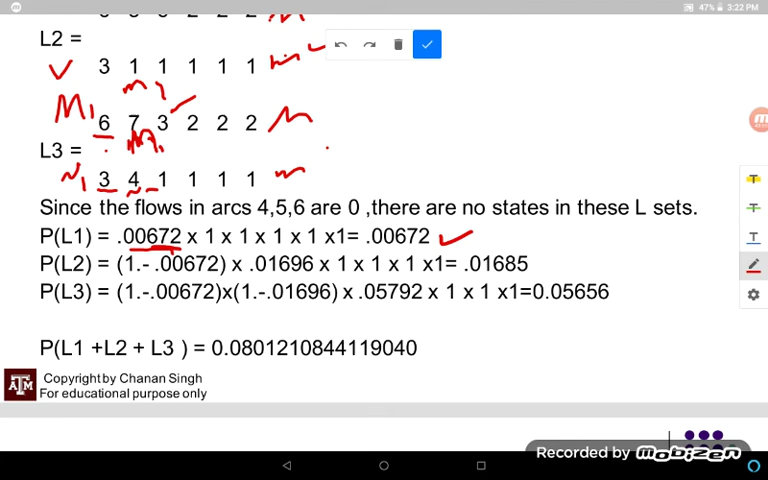 47% 3:22 PM
L2 =
V 3 1 1 1 1 1 m
M1 6 7 3 2 2 2 M
L3 =
3 4 1 1 1 1 m
Since the flows in arcs 4,5,6 are 0 ,there are no states in these L sets.
P(L1) = .00672 x 1 x 1 x 1 x 1 x1= .00672
P(L2) = (1.- .00672) x .01696 x 1 x 1 x 1 x1= .01685
P(L3) = (1.-.00672)x(1.-.01696) x .05792 x 1 x 1 x1=0.05656
P(L1 +L2 + L3 ) = 0.0801210844119040
ATM Copyright by Chanan Singh
For educational purpose only
Recorded by Mobizen